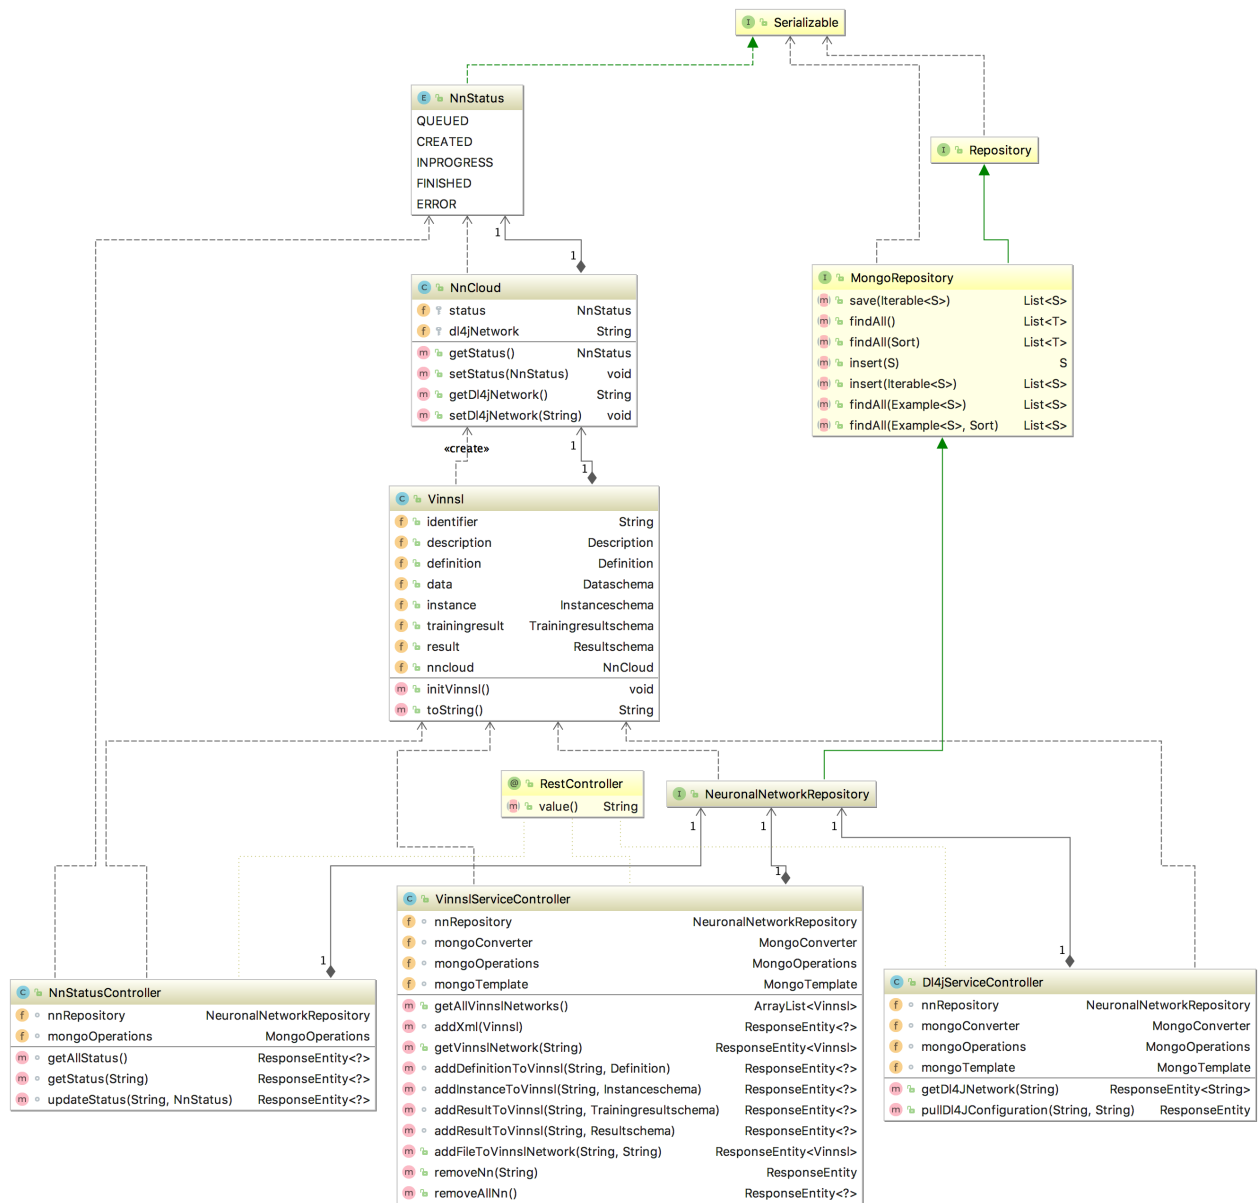 Serializable
NnStatus
QUEUED
CREATED
INPROGRESS
FINISHED
ERROR
Repository
1
1
NnCloud
status NnStatus
dl4jNetwork String
getStatus() NnStatus
setStatus(NnStatus) void
getDl4jNetwork() String
setDl4jNetwork(String) void
MongoRepository
save(Iterable<S>) List<S>
findAll() List<T>
findAll(Sort) List<T>
insert(S) S
insert(Iterable<S>) List<S>
findAll(Example<S>) List<S>
findAll(Example<S>, Sort) List<S>
«create»
1
1
Vinnsl
identifier String
description Description
definition Definition
data Dataschema
instance Instanceschema
trainingresult Trainingresultschema
result Resultschema
nncloud NnCloud
initVinnsl() void
toString() String
RestController
value() String
NeuronalNetworkRepository
1 1 1
1
1
1
VinnslServiceController
nnRepository NeuronalNetworkRepository
mongoConverter MongoConverter
mongoOperations MongoOperations
mongoTemplate MongoTemplate
getAllVinnslNetworks() ArrayList<Vinnsl>
addXml(Vinnsl) ResponseEntity<?>
getVinnslNetwork(String) ResponseEntity<Vinnsl>
addDefinitionToVinnsl(String, Definition) ResponseEntity<?>
addInstanceToVinnsl(String, Instanceschema) ResponseEntity<?>
addResultToVinnsl(String, Trainingresultschema) ResponseEntity<?>
addResultToVinnsl(String, Resultschema) ResponseEntity<?>
addFileToVinnslNetwork(String, String) ResponseEntity<Vinnsl>
removeNn(String) ResponseEntity
removeAllNn() ResponseEntity<?>
NnStatusController
nnRepository NeuronalNetworkRepository
mongoOperations MongoOperations
getAllStatus() ResponseEntity<?>
getStatus(String) ResponseEntity<?>
updateStatus(String, NnStatus) ResponseEntity<?>
Dl4jServiceController
nnRepository NeuronalNetworkRepository
mongoConverter MongoConverter
mongoOperations MongoOperations
mongoTemplate MongoTemplate
getDl4JNetwork(String) ResponseEntity<String>
pullDl4JConfiguration(String, String) ResponseEntity